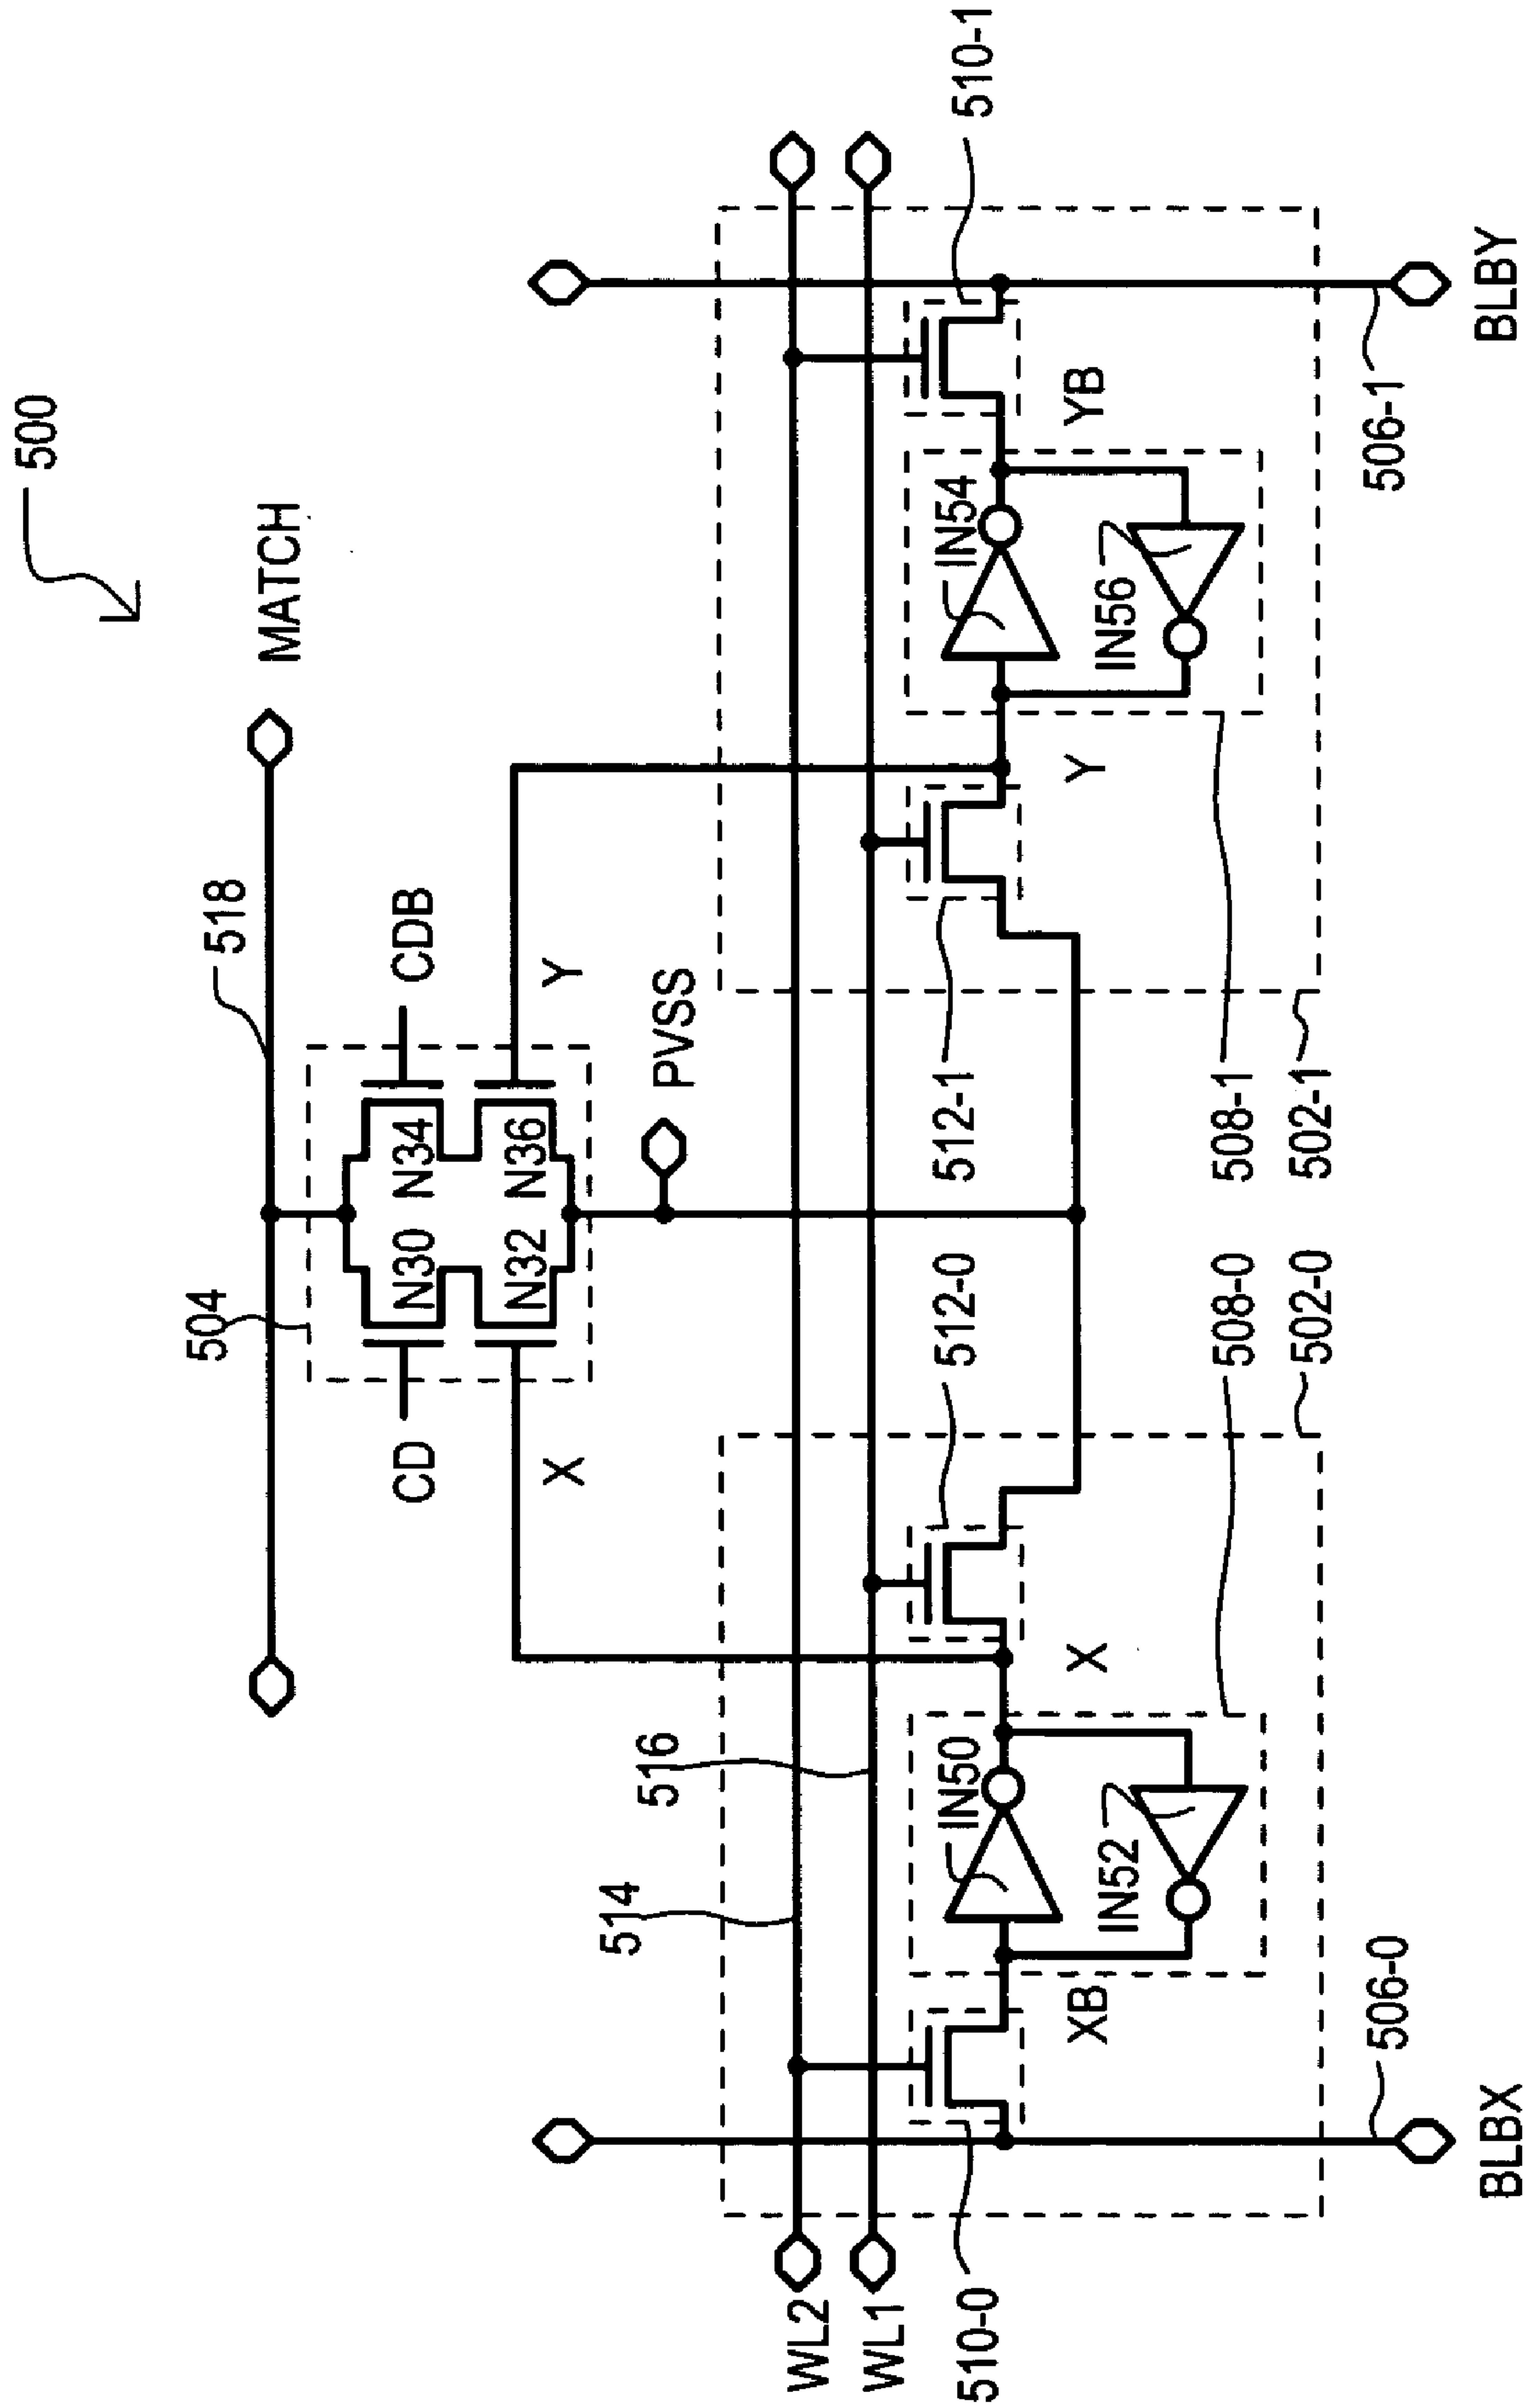 500
MATCH
518
504
CD
CDB
N30
N34
N32
N36
X
Y
PVSS
514
516
WL2
WL1
510-0
512-0
512-1
510-1
IN50
IN54
XB
X
Y
YB
IN52
IN56
508-0
508-1
502-0
502-1
506-0
506-1
BLBX
BLBY